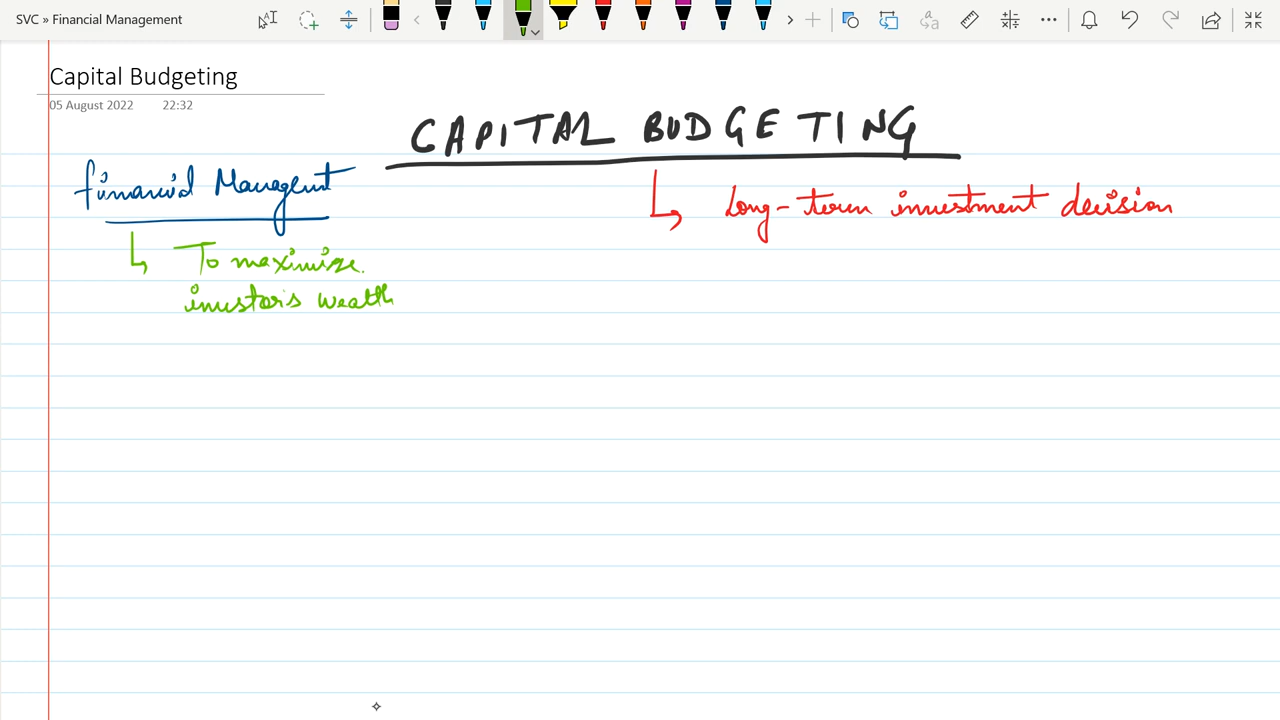 SVC » Financial Management
Capital Budgeting
05 August 2022 22:32
CAPITAL BUDGETING
Financial Managent
Long-term investment decision
To maximize
investor's wealth